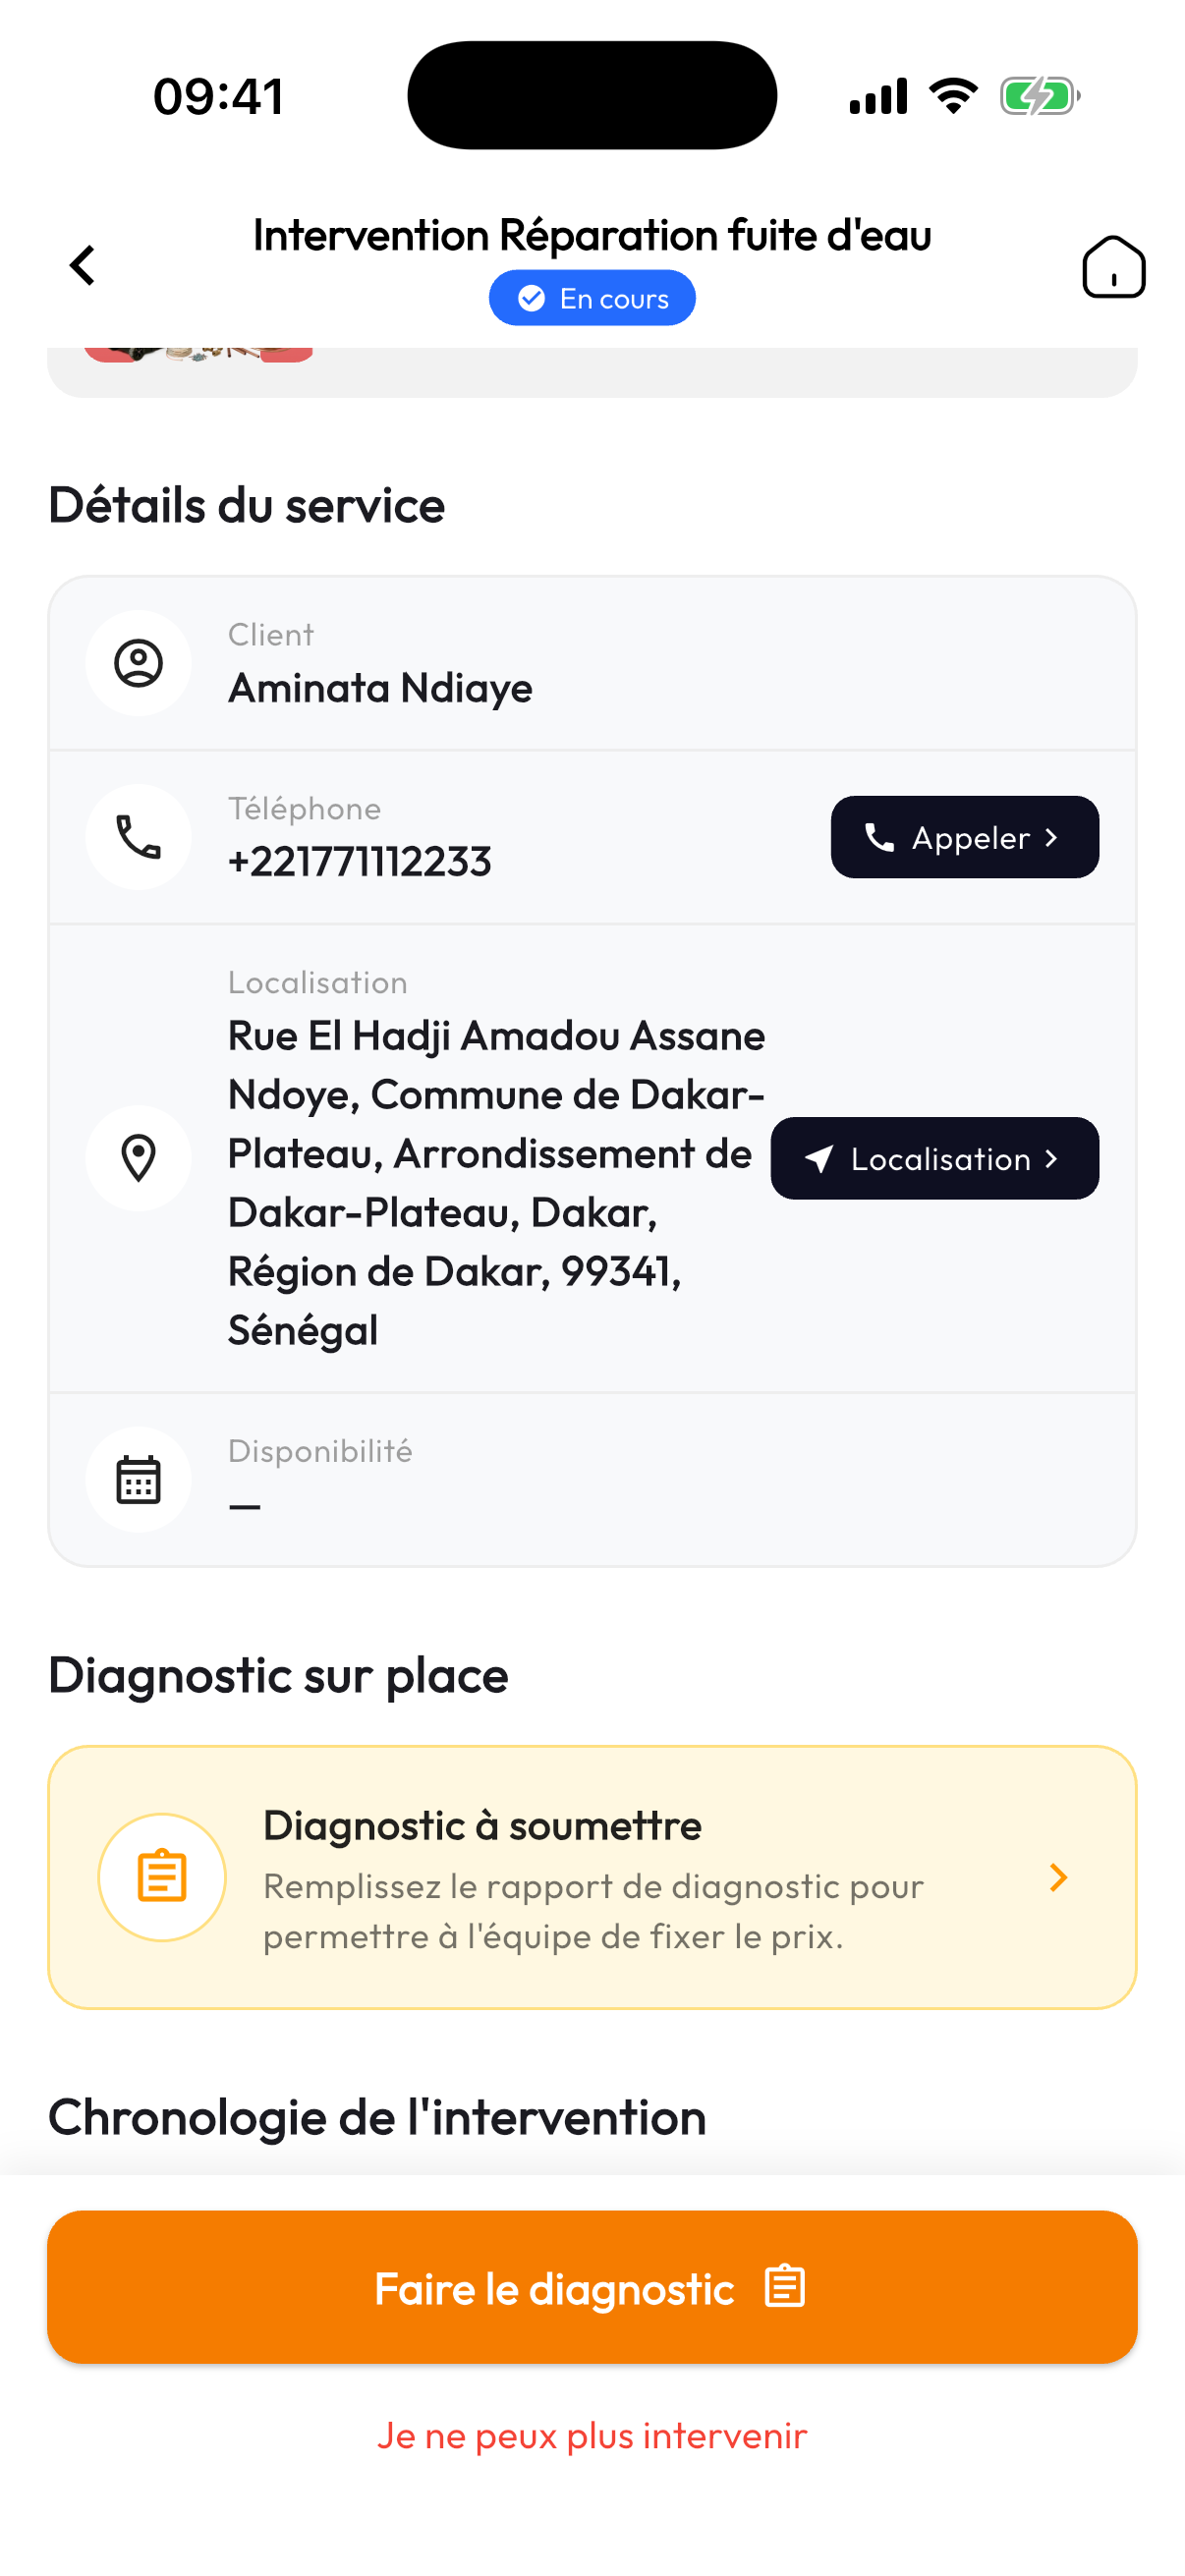 09:41
Intervention Réparation fuite d'eau
En cours
Détails du service
Client
Aminata Ndiaye
Téléphone
+221771112233
Appeler
Localisation
Rue El Hadji Amadou Assane
Ndoye, Commune de Dakar-
Plateau, Arrondissement de
Dakar-Plateau, Dakar,
Région de Dakar, 99341,
Sénégal
Localisation
Disponibilité
—
Diagnostic sur place
Diagnostic à soumettre
Remplissez le rapport de diagnostic pour
permettre à l'équipe de fixer le prix.
Chronologie de l'intervention
Faire le diagnostic
Je ne peux plus intervenir